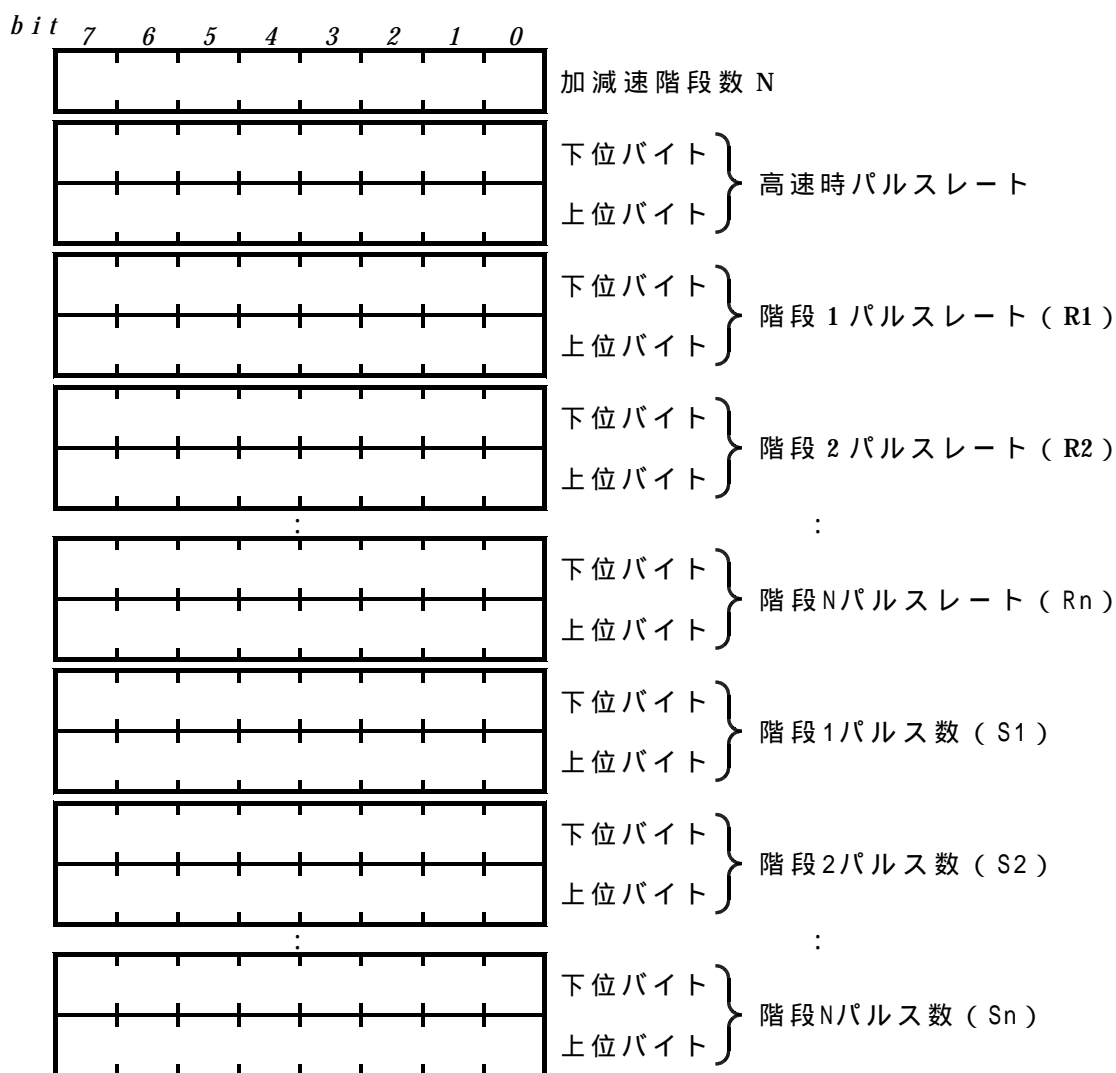 bit 7 6 5 4 3 2 1 0
加減速階段数 N
下位バイト
高速時パルスレート
上位バイト
下位バイト
階段 1 パルスレート ( R1 )
上位バイト
下位バイト
階段 2 パルスレート ( R2 )
上位バイト
: :
下位バイト
階段Nパルスレート ( Rn )
上位バイト
下位バイト
階段1パルス数 ( S1 )
上位バイト
下位バイト
階段2パルス数 ( S2 )
上位バイト
: :
下位バイト
階段Nパルス数 ( Sn )
上位バイト